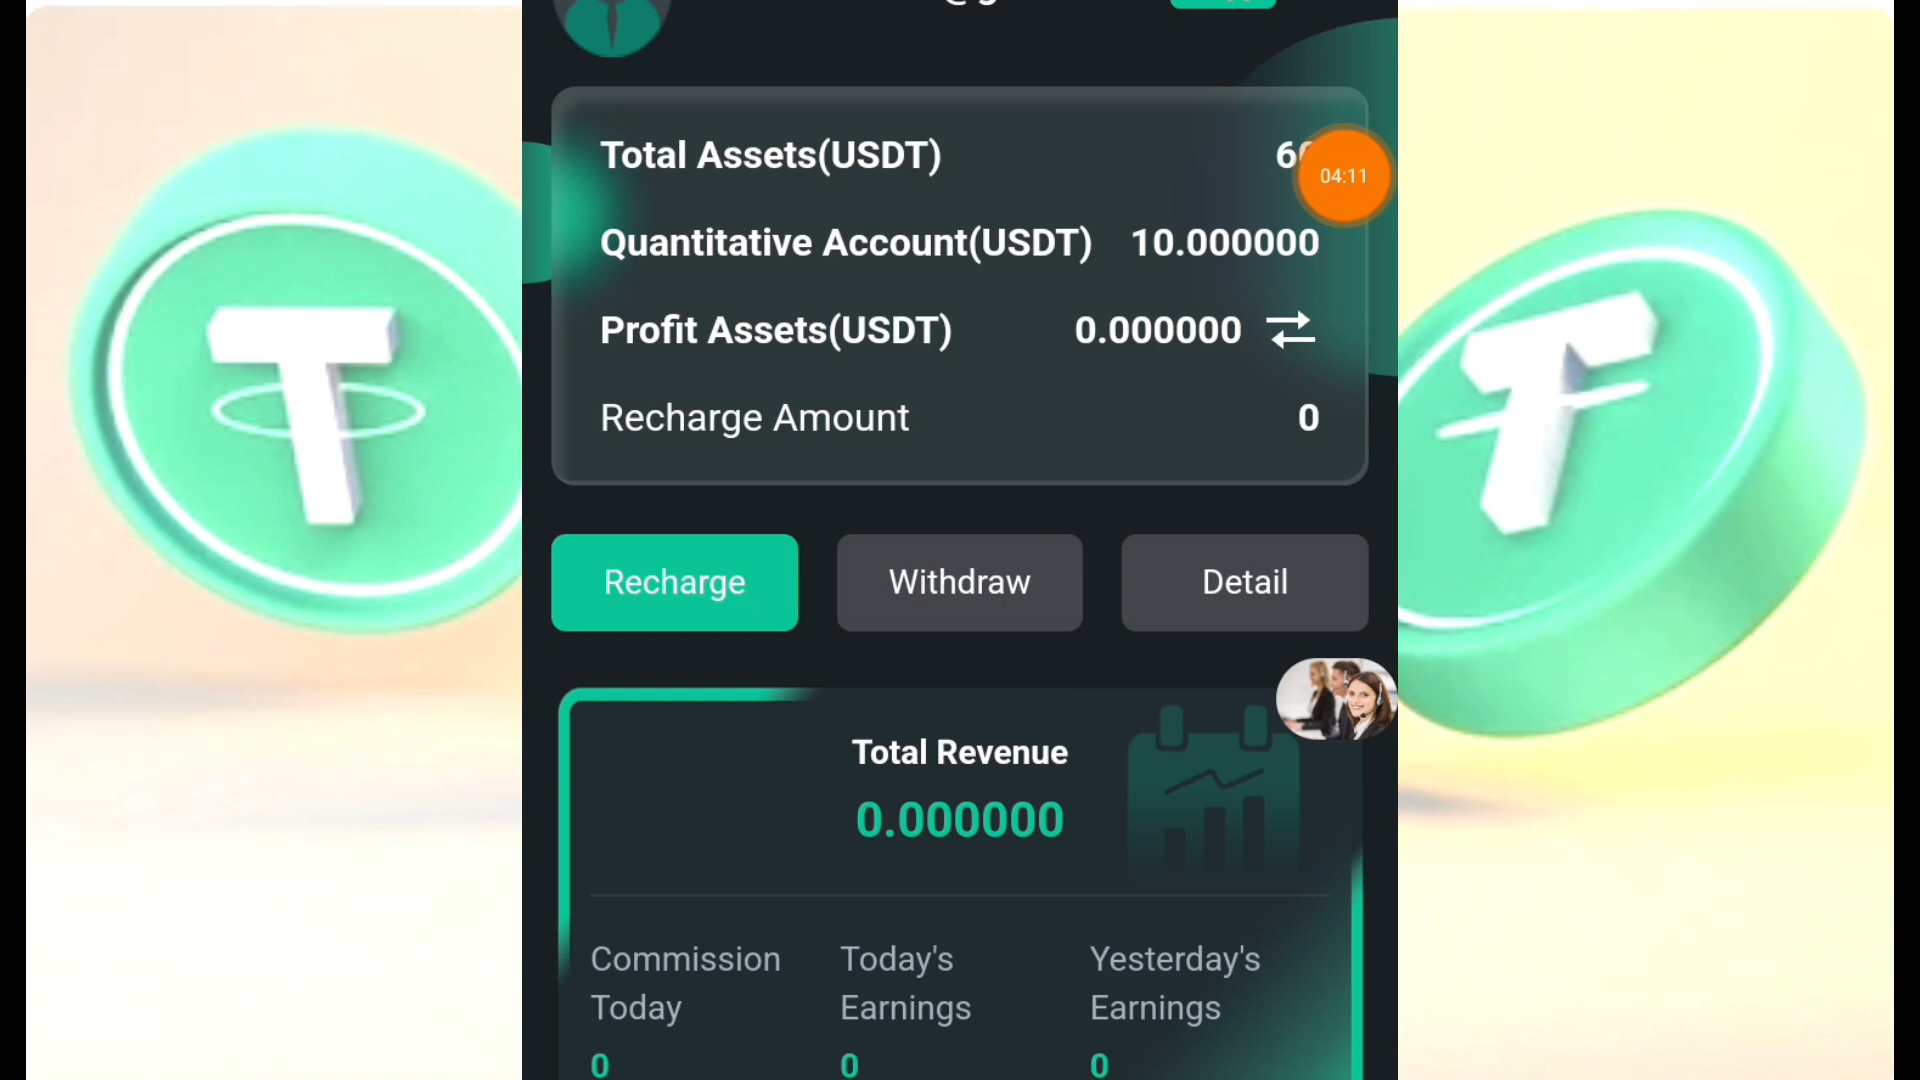 Total Assets(USDT)
04:11
Quantitative Account(USDT) 10.000000
Profit Assets(USDT) 0.000000
Recharge Amount 0
Recharge Withdraw Detail
Total Revenue
0.000000
Commission Today's Yesterday's
Today Earnings Earnings
0 0 0